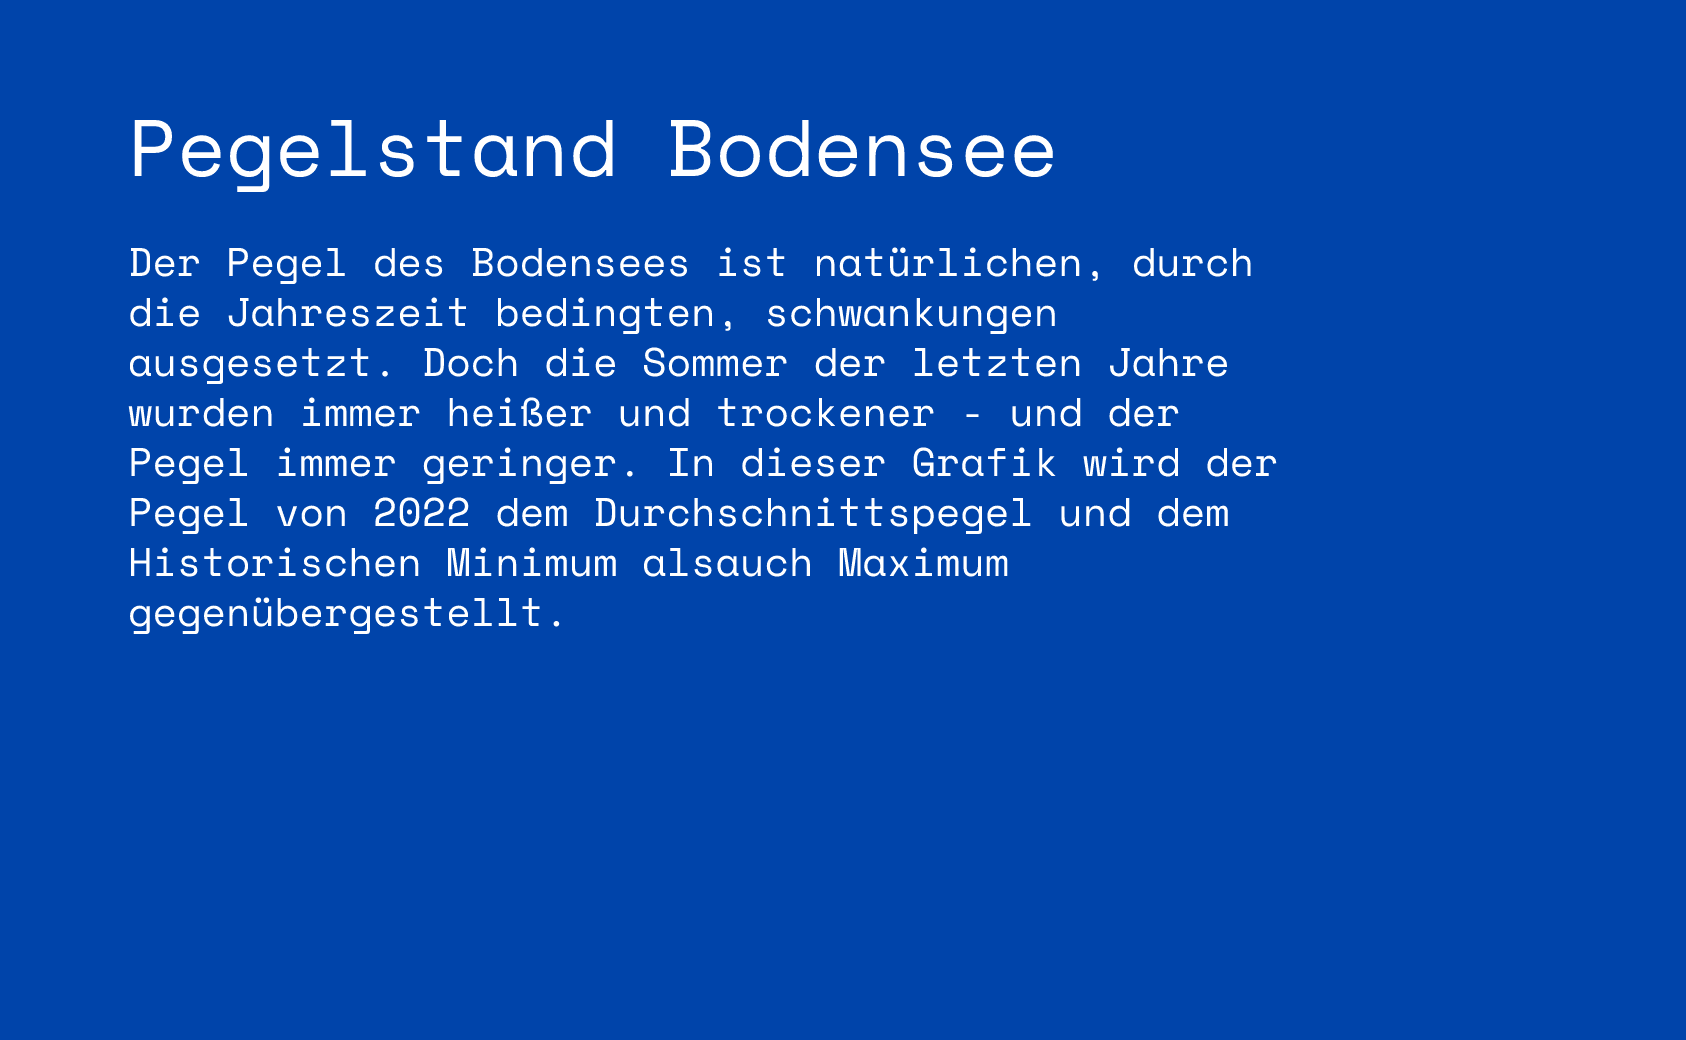 Pegelstand Bodensee
Der Pegel des Bodensees ist natürlichen, durch
die Jahreszeit bedingten, schwankungen
ausgesetzt. Doch die Sommer der letzten Jahre
wurden immer heißer und trockener - und der
Pegel immer geringer. In dieser Grafik wird der
Pegel von 2022 dem Durchschnittspegel und dem
Historischen Minimum alsauch Maximum
gegenübergestellt.